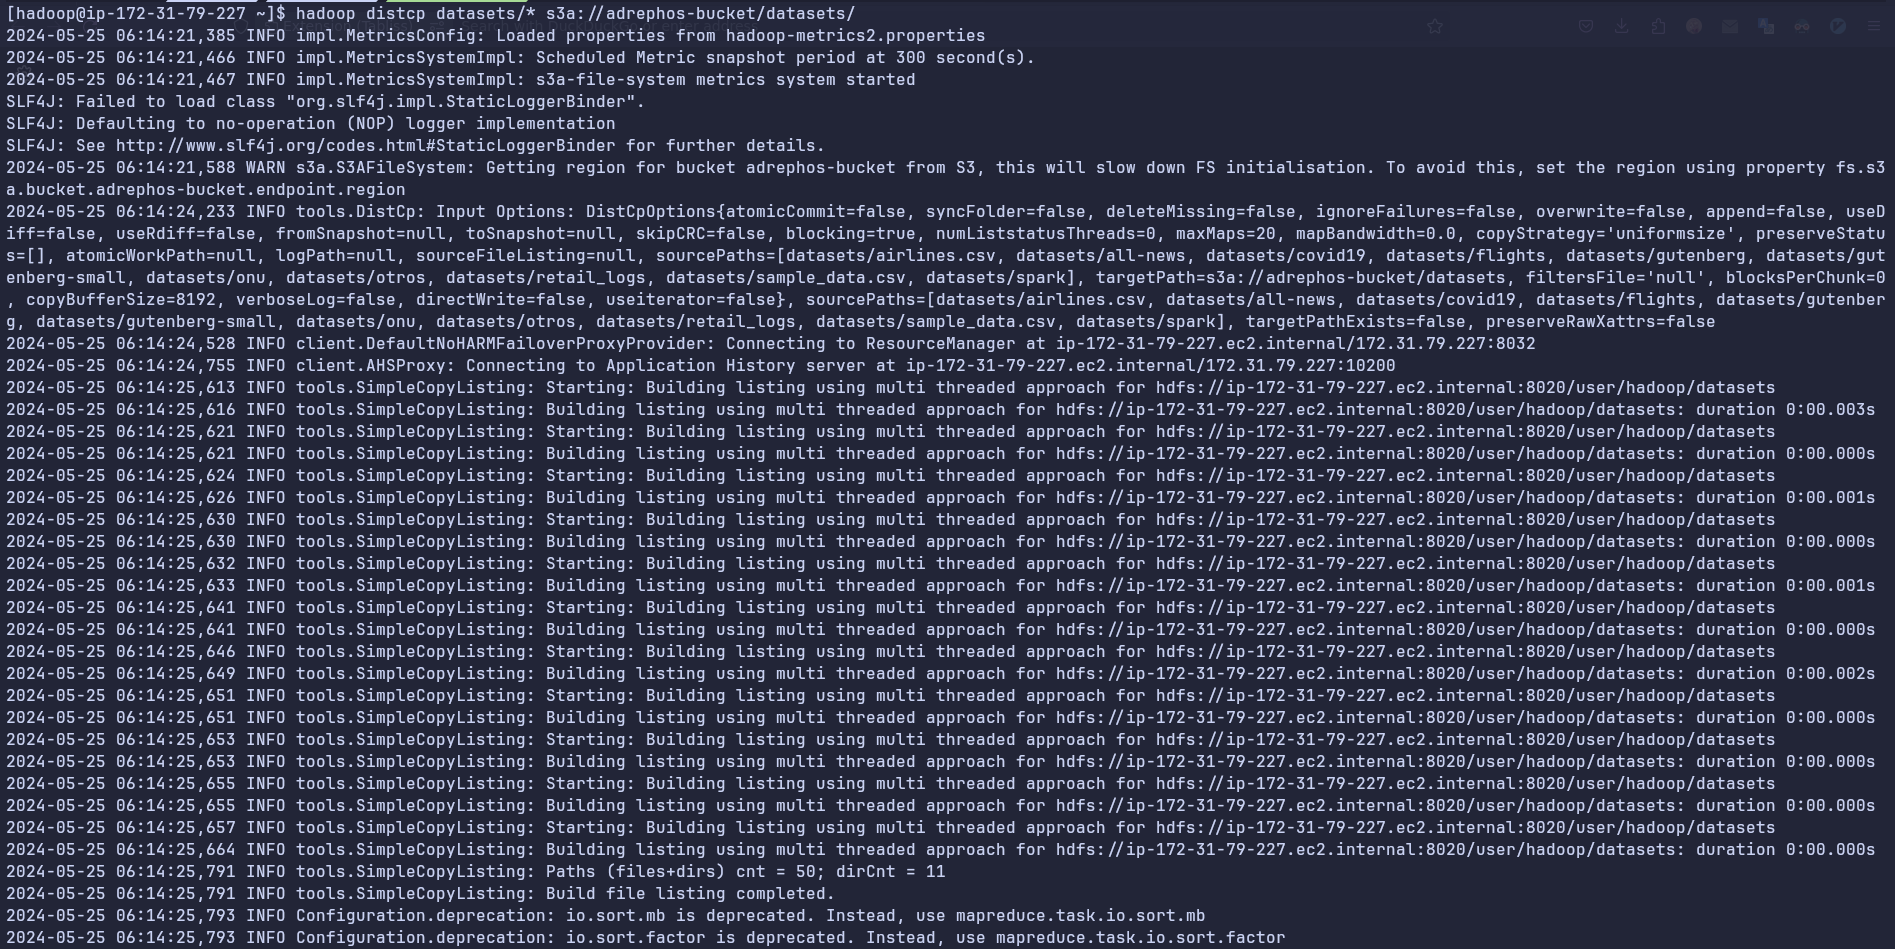 [hadoop@ip-172-31-79-227 ~]$ hadoop distcp datasets/* s3a://adrephos-bucket/datasets/
2024-05-25 06:14:21,385 INFO impl.MetricsConfig: Loaded properties from hadoop-metrics2.properties
2024-05-25 06:14:21,466 INFO impl.MetricsSystemImpl: Scheduled Metric snapshot period at 300 second(s).
2024-05-25 06:14:21,467 INFO impl.MetricsSystemImpl: s3a-file-system metrics system started
SLF4J: Failed to load class "org.slf4j.impl.StaticLoggerBinder".
SLF4J: Defaulting to no-operation (NOP) logger implementation
SLF4J: See http://www.slf4j.org/codes.html#StaticLoggerBinder for further details.
2024-05-25 06:14:21,588 WARN s3a.S3AFileSystem: Getting region for bucket adrephos-bucket from S3, this will slow down FS initialisation. To avoid this, set the region using property fs.s3
a.bucket.adrephos-bucket.endpoint.region
2024-05-25 06:14:24,233 INFO tools.DistCp: Input Options: DistCpOptions{atomicCommit=false, syncFolder=false, deleteMissing=false, ignoreFailures=false, overwrite=false, append=false, useD
iff=false, useRdiff=false, fromSnapshot=null, toSnapshot=null, skipCRC=false, blocking=true, numListstatusThreads=0, maxMaps=20, mapBandwidth=0.0, copyStrategy='uniformsize', preserveStatu
s=[], atomicWorkPath=null, logPath=null, sourceFileListing=null, sourcePaths=[datasets/airlines.csv, datasets/all-news, datasets/covid19, datasets/flights, datasets/gutenberg, datasets/gut
enberg-small, datasets/onu, datasets/otros, datasets/retail_logs, datasets/sample_data.csv, datasets/spark], targetPath=s3a://adrephos-bucket/datasets, filtersFile='null', blocksPerChunk=0
, copyBufferSize=8192, verboseLog=false, directWrite=false, useiterator=false}, sourcePaths=[datasets/airlines.csv, datasets/all-news, datasets/covid19, datasets/flights, datasets/gutenber
g, datasets/gutenberg-small, datasets/onu, datasets/otros, datasets/retail_logs, datasets/sample_data.csv, datasets/spark], targetPathExists=false, preserveRawXattrs=false
2024-05-25 06:14:24,528 INFO client.DefaultNoHARMFailoverProxyProvider: Connecting to ResourceManager at ip-172-31-79-227.ec2.internal/172.31.79.227:8032
2024-05-25 06:14:24,755 INFO client.AHSProxy: Connecting to Application History server at ip-172-31-79-227.ec2.internal/172.31.79.227:10200
2024-05-25 06:14:25,613 INFO tools.SimpleCopyListing: Starting: Building listing using multi threaded approach for hdfs://ip-172-31-79-227.ec2.internal:8020/user/hadoop/datasets
2024-05-25 06:14:25,616 INFO tools.SimpleCopyListing: Building listing using multi threaded approach for hdfs://ip-172-31-79-227.ec2.internal:8020/user/hadoop/datasets: duration 0:00.003s
2024-05-25 06:14:25,621 INFO tools.SimpleCopyListing: Starting: Building listing using multi threaded approach for hdfs://ip-172-31-79-227.ec2.internal:8020/user/hadoop/datasets
2024-05-25 06:14:25,621 INFO tools.SimpleCopyListing: Building listing using multi threaded approach for hdfs://ip-172-31-79-227.ec2.internal:8020/user/hadoop/datasets: duration 0:00.000s
2024-05-25 06:14:25,624 INFO tools.SimpleCopyListing: Starting: Building listing using multi threaded approach for hdfs://ip-172-31-79-227.ec2.internal:8020/user/hadoop/datasets
2024-05-25 06:14:25,626 INFO tools.SimpleCopyListing: Building listing using multi threaded approach for hdfs://ip-172-31-79-227.ec2.internal:8020/user/hadoop/datasets: duration 0:00.001s
2024-05-25 06:14:25,630 INFO tools.SimpleCopyListing: Starting: Building listing using multi threaded approach for hdfs://ip-172-31-79-227.ec2.internal:8020/user/hadoop/datasets
2024-05-25 06:14:25,630 INFO tools.SimpleCopyListing: Building listing using multi threaded approach for hdfs://ip-172-31-79-227.ec2.internal:8020/user/hadoop/datasets: duration 0:00.000s
2024-05-25 06:14:25,632 INFO tools.SimpleCopyListing: Starting: Building listing using multi threaded approach for hdfs://ip-172-31-79-227.ec2.internal:8020/user/hadoop/datasets
2024-05-25 06:14:25,633 INFO tools.SimpleCopyListing: Building listing using multi threaded approach for hdfs://ip-172-31-79-227.ec2.internal:8020/user/hadoop/datasets: duration 0:00.001s
2024-05-25 06:14:25,641 INFO tools.SimpleCopyListing: Starting: Building listing using multi threaded approach for hdfs://ip-172-31-79-227.ec2.internal:8020/user/hadoop/datasets
2024-05-25 06:14:25,641 INFO tools.SimpleCopyListing: Building listing using multi threaded approach for hdfs://ip-172-31-79-227.ec2.internal:8020/user/hadoop/datasets: duration 0:00.000s
2024-05-25 06:14:25,646 INFO tools.SimpleCopyListing: Starting: Building listing using multi threaded approach for hdfs://ip-172-31-79-227.ec2.internal:8020/user/hadoop/datasets
2024-05-25 06:14:25,649 INFO tools.SimpleCopyListing: Building listing using multi threaded approach for hdfs://ip-172-31-79-227.ec2.internal:8020/user/hadoop/datasets: duration 0:00.002s
2024-05-25 06:14:25,651 INFO tools.SimpleCopyListing: Starting: Building listing using multi threaded approach for hdfs://ip-172-31-79-227.ec2.internal:8020/user/hadoop/datasets
2024-05-25 06:14:25,651 INFO tools.SimpleCopyListing: Building listing using multi threaded approach for hdfs://ip-172-31-79-227.ec2.internal:8020/user/hadoop/datasets: duration 0:00.000s
2024-05-25 06:14:25,653 INFO tools.SimpleCopyListing: Starting: Building listing using multi threaded approach for hdfs://ip-172-31-79-227.ec2.internal:8020/user/hadoop/datasets
2024-05-25 06:14:25,653 INFO tools.SimpleCopyListing: Building listing using multi threaded approach for hdfs://ip-172-31-79-227.ec2.internal:8020/user/hadoop/datasets: duration 0:00.000s
2024-05-25 06:14:25,655 INFO tools.SimpleCopyListing: Starting: Building listing using multi threaded approach for hdfs://ip-172-31-79-227.ec2.internal:8020/user/hadoop/datasets
2024-05-25 06:14:25,655 INFO tools.SimpleCopyListing: Building listing using multi threaded approach for hdfs://ip-172-31-79-227.ec2.internal:8020/user/hadoop/datasets: duration 0:00.000s
2024-05-25 06:14:25,657 INFO tools.SimpleCopyListing: Starting: Building listing using multi threaded approach for hdfs://ip-172-31-79-227.ec2.internal:8020/user/hadoop/datasets
2024-05-25 06:14:25,664 INFO tools.SimpleCopyListing: Building listing using multi threaded approach for hdfs://ip-172-31-79-227.ec2.internal:8020/user/hadoop/datasets: duration 0:00.000s
2024-05-25 06:14:25,791 INFO tools.SimpleCopyListing: Paths (files+dirs) cnt = 50; dirCnt = 11
2024-05-25 06:14:25,791 INFO tools.SimpleCopyListing: Build file listing completed.
2024-05-25 06:14:25,793 INFO Configuration.deprecation: io.sort.mb is deprecated. Instead, use mapreduce.task.io.sort.mb
2024-05-25 06:14:25,793 INFO Configuration.deprecation: io.sort.factor is deprecated. Instead, use mapreduce.task.io.sort.factor